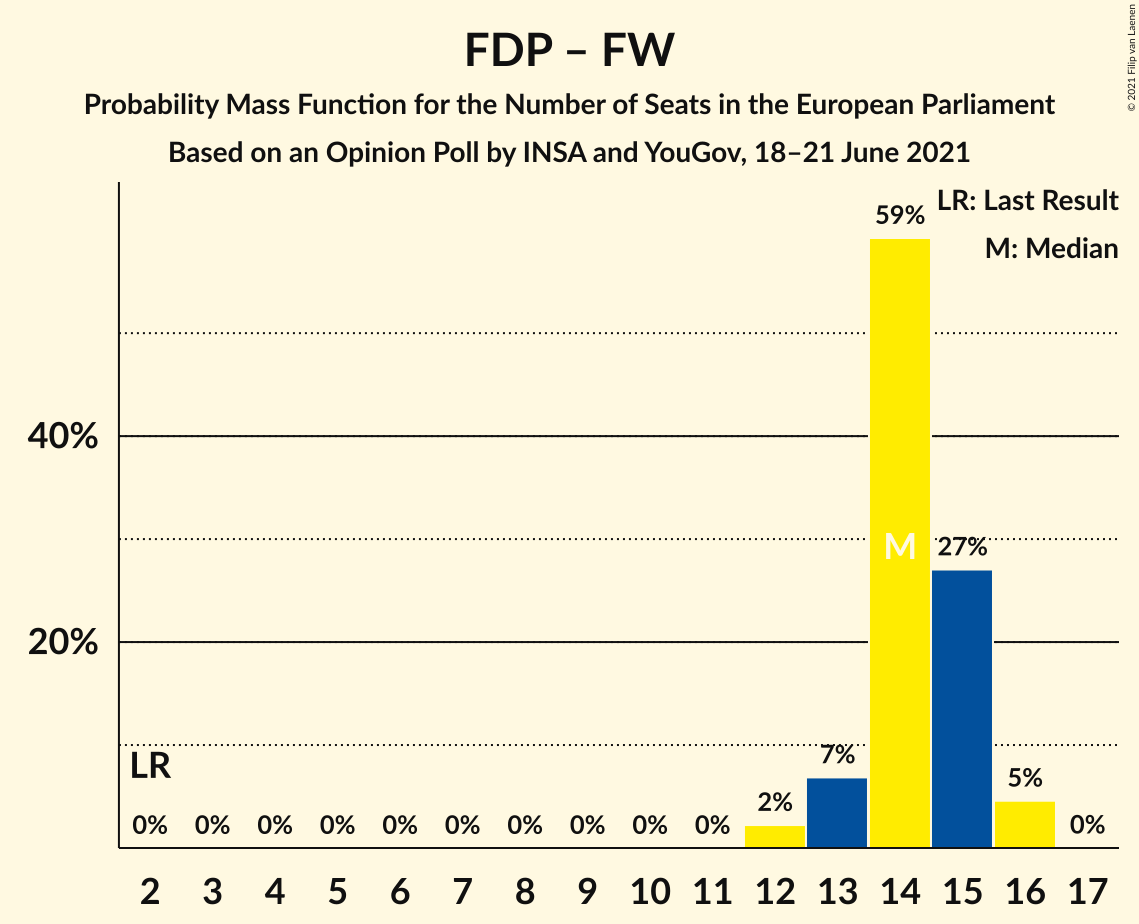 FDP – FW
Probability Mass Function for the Number of Seats in the European Parliament
Based on an Opinion Poll by INSA and YouGov, 18–21 June 2021
© 2021 Filip van Laenen
LR: Last Result
M: Median
59%
40%
M
27%
20%
LR
7%
5%
2%
0% 0% 0% 0% 0% 0% 0% 0% 0% 0% 0%
2 3 4 5 6 7 8 9 10 11 12 13 14 15 16 17